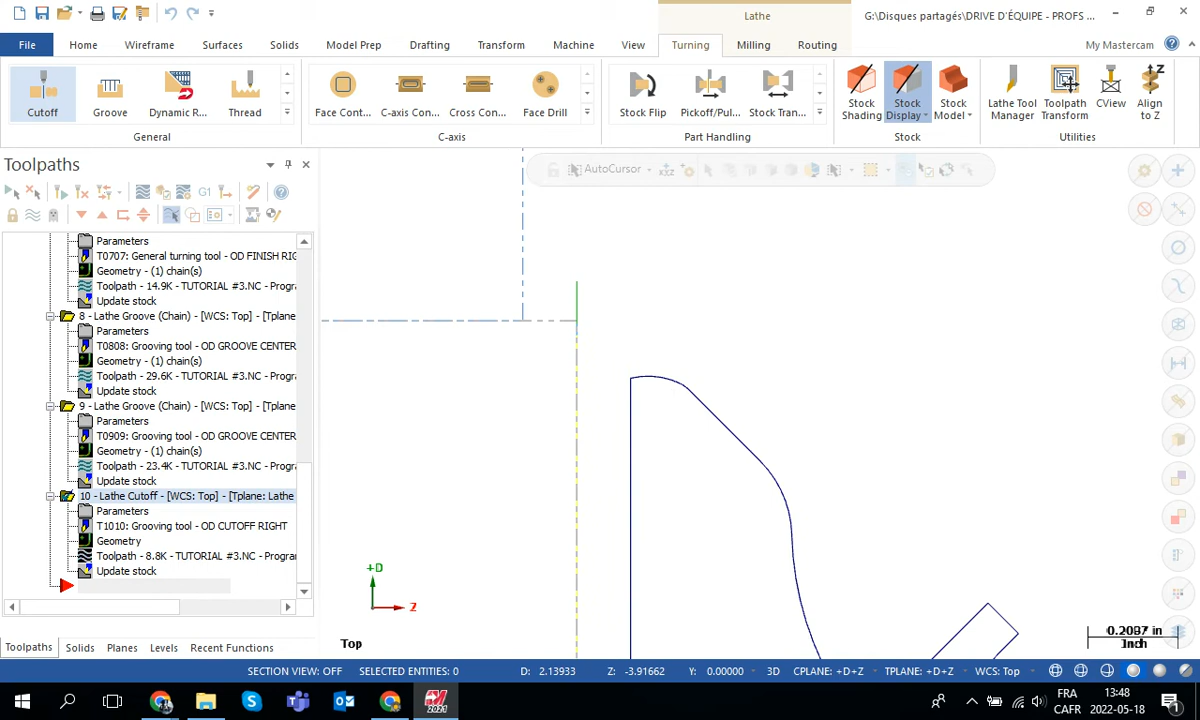 Lathe
G:\Disques partagés\DRIVE D'ÉQUIPE - PROFS ...
File
Home
Wireframe
Surfaces
Solids
Model Prep
Drafting
Transform
Machine
View
Turning
Milling
Routing
My Mastercam
Cutoff
Groove
Dynamic R...
Thread
Face Cont...
C-axis Con...
Cross Con...
Face Drill
Stock Flip
Pickoff/Pul...
Stock Tran...
Stock Shading
Stock Display
Stock Model
Lathe Tool Manager
Toolpath Transform
CView
Align to Z
General
C-axis
Part Handling
Stock
Utilities
Toolpaths
AutoCursor
G1
Parameters
T0707: General turning tool - OD FINISH RIG
Geometry - (1) chain(s)
Toolpath - 14.9K - TUTORIAL #3.NC - Progra
Update stock
8 - Lathe Groove (Chain) - [WCS: Top] - [Tplane
Parameters
T0808: Grooving tool - OD GROOVE CENTER
Geometry - (1) chain(s)
Toolpath - 29.6K - TUTORIAL #3.NC - Progra
Update stock
9 - Lathe Groove (Chain) - [WCS: Top] - [Tplane
Parameters
T0909: Grooving tool - OD GROOVE CENTER
Geometry - (1) chain(s)
Toolpath - 23.4K - TUTORIAL #3.NC - Progra
Update stock
10 - Lathe Cutoff - [WCS: Top] - [Tplane: Lathe
Parameters
T1010: Grooving tool - OD CUTOFF RIGHT
Geometry
Toolpath - 8.8K - TUTORIAL #3.NC - Progra
Update stock
+D
Z
Top
0.2087 in
Inch
Toolpaths
Solids
Planes
Levels
Recent Functions
SECTION VIEW: OFF
SELECTED ENTITIES: 0
D: 2.13933
Z: -3.91662
Y: 0.00000
3D
CPLANE: +D+Z
TPLANE: +D+Z
WCS: Top
2021
FRA
CAFR
13:48
2022-05-18
1